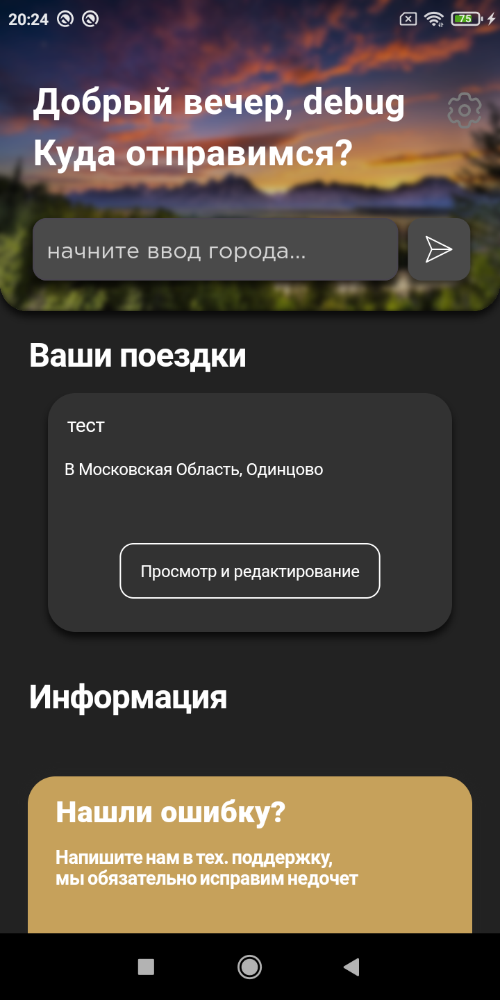 20:24
75
Добрый вечер, debug
Куда отправимся?
начните ввод города...
Ваши поездки
тест
В Московская Область, Одинцово
Просмотр и редактирование
Информация
Нашли ошибку?
Напишите нам в тех. поддержку,
мы обязательно исправим недочет